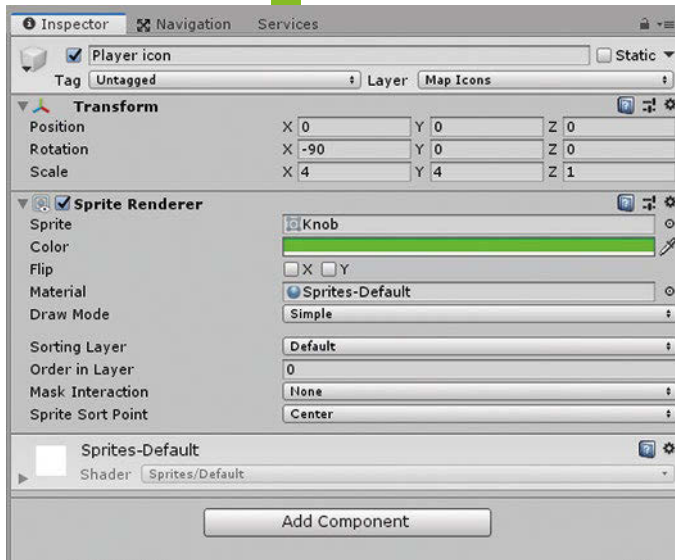 Inspector Navigation Services
Player icon Static
Tag Untagged Layer Map Icons
Transform
Position X 0 Y 0 Z 0
Rotation X -90 Y 0 Z 0
Scale X 4 Y 4 Z 1
Sprite Renderer
Sprite Knob
Color
Flip X Y
Material Sprites-Default
Draw Mode Simple
Sorting Layer Default
Order in Layer 0
Mask Interaction None
Sprite Sort Point Center
Sprites-Default
Shader Sprites/Default
Add Component